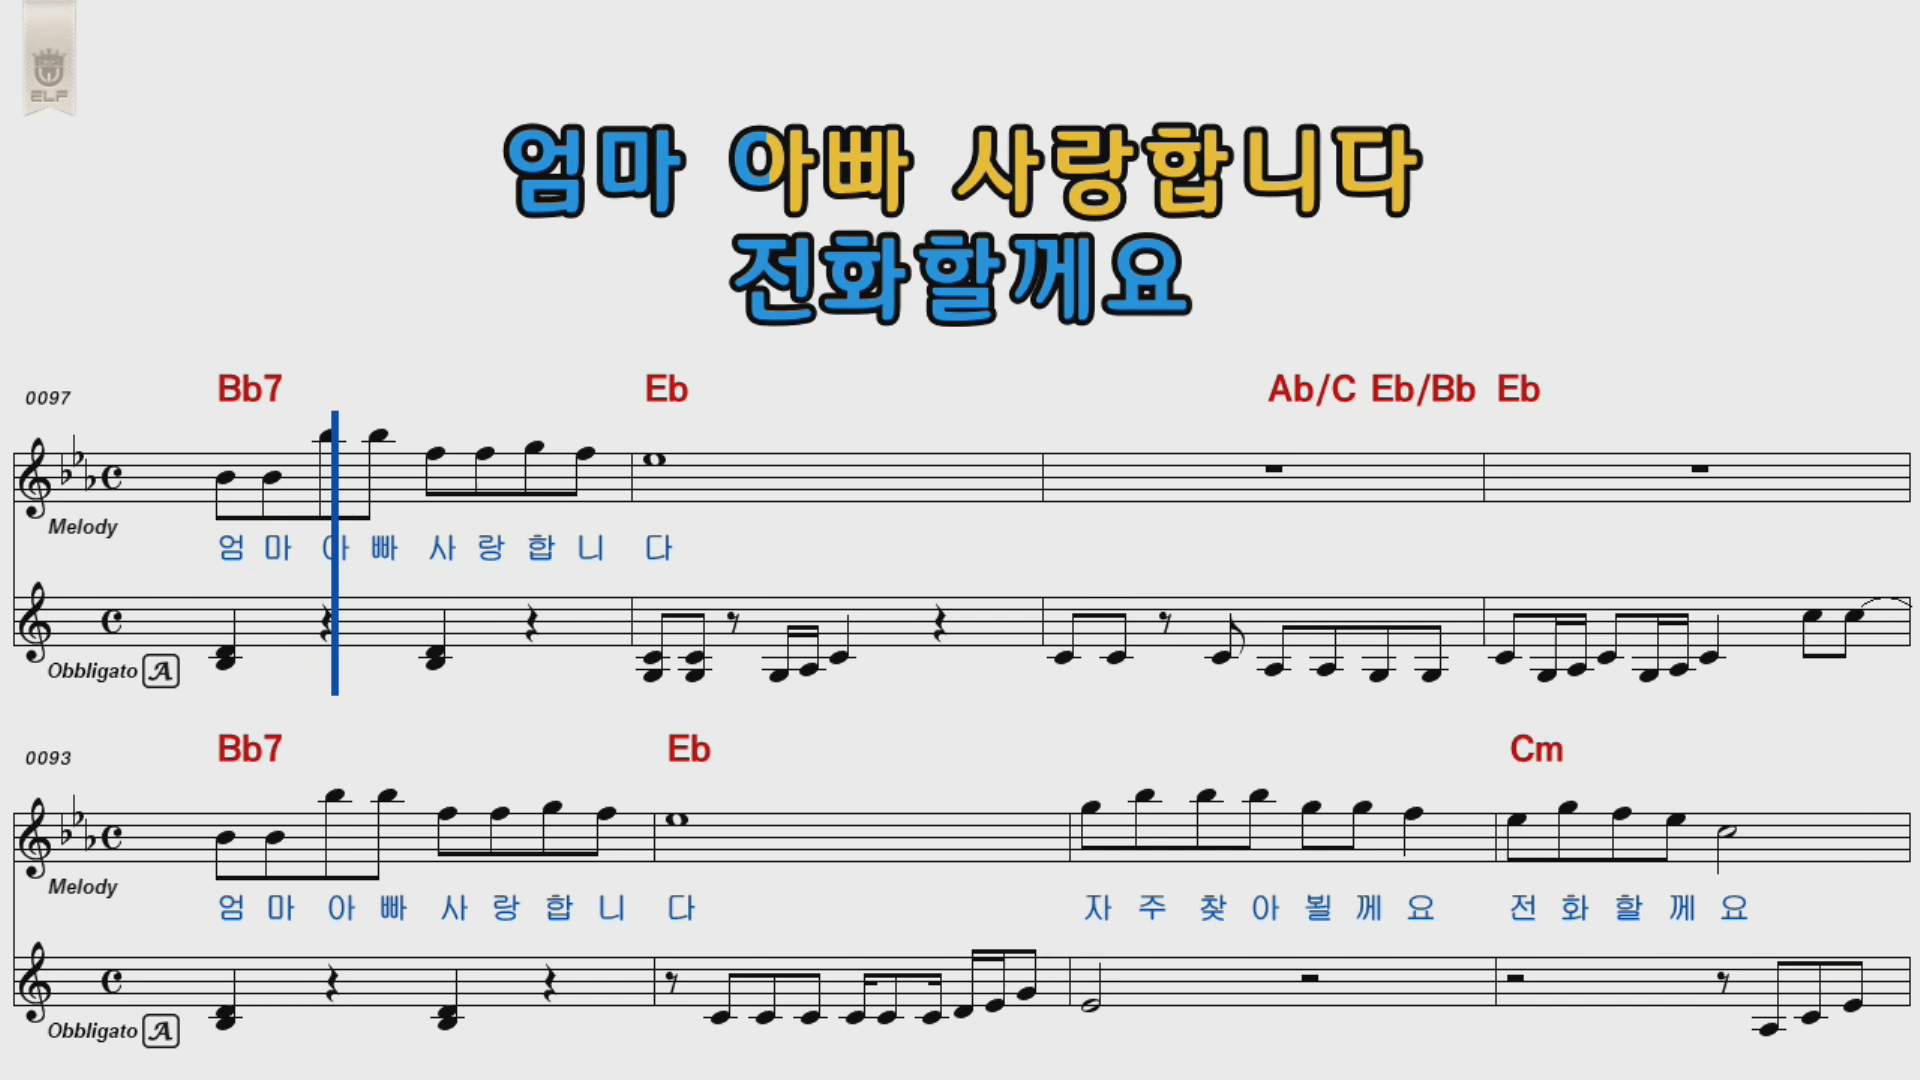 ELF
엄마 아빠 사랑합니다
전화할께요
0097 Bb7 Eb Ab/C Eb/Bb Eb
Melody
엄 마 아 빠 사 랑 합 니 다
Obbligato A
0093 Bb7 Eb Cm
Melody
엄 마 아 빠 사 랑 합 니 다 자 주 찾 아 뵐 께 요 전 화 할 께 요
Obbligato A